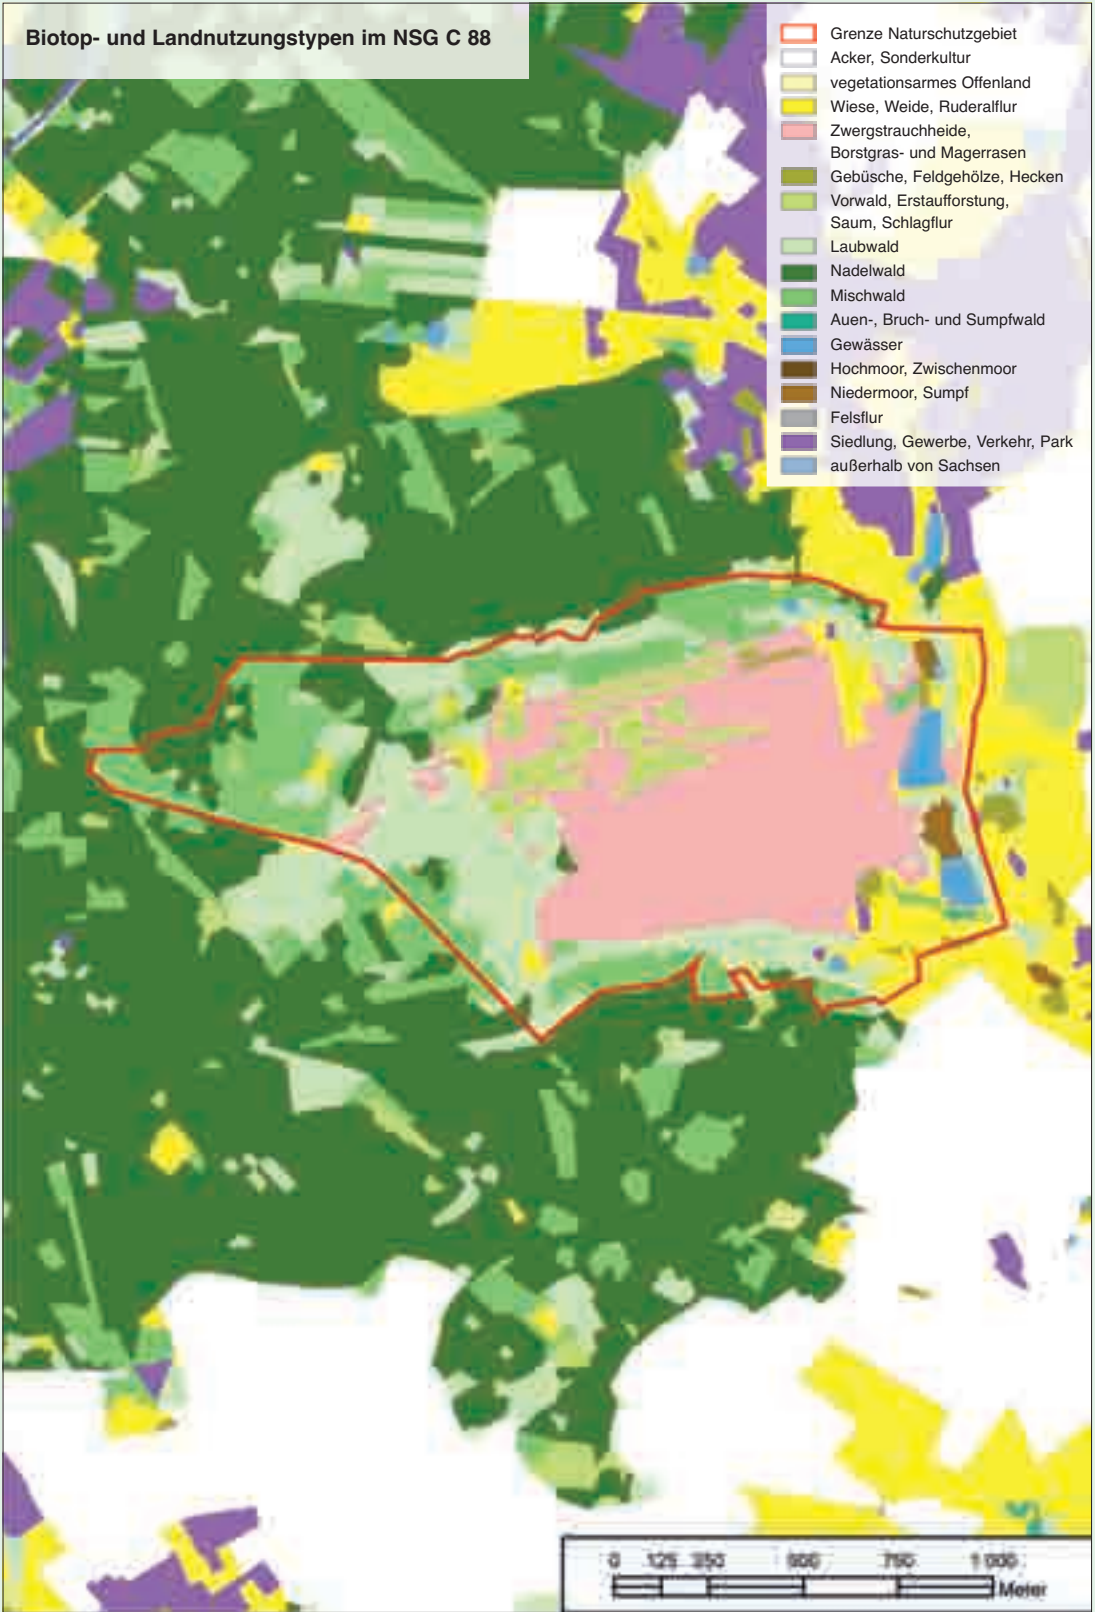 Biotop- und Landnutzungstypen im NSG C 88
Grenze Naturschutzgebiet
Acker, Sonderkultur
vegetationsarmes Offenland
Wiese, Weide, Ruderalflur
Zwergstrauchheide,
Borstgras- und Magerrasen
Gebüsche, Feldgehölze, Hecken
Vorwald, Erstaufforstung,
Saum, Schlagflur
Laubwald
Nadelwald
Mischwald
Auen-, Bruch- und Sumpfwald
Gewässer
Hochmoor, Zwischenmoor
Niedermoor, Sumpf
Felsflur
Siedlung, Gewerbe, Verkehr, Park
außerhalb von Sachsen
0 125 250 500 750 1 000
Meter